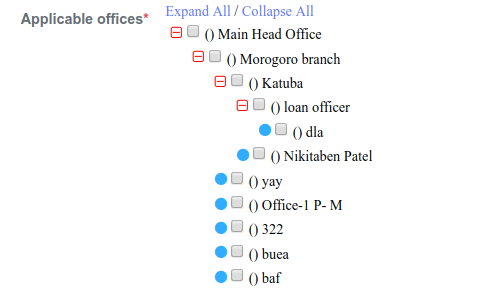 Applicable offices*
Expand All / Collapse All
() Main Head Office
() Morogoro branch
() Katuba
() loan officer
() dla
() Nikitaben Patel
() yay
() Office-1 P- M
() 322
() buea
() baf